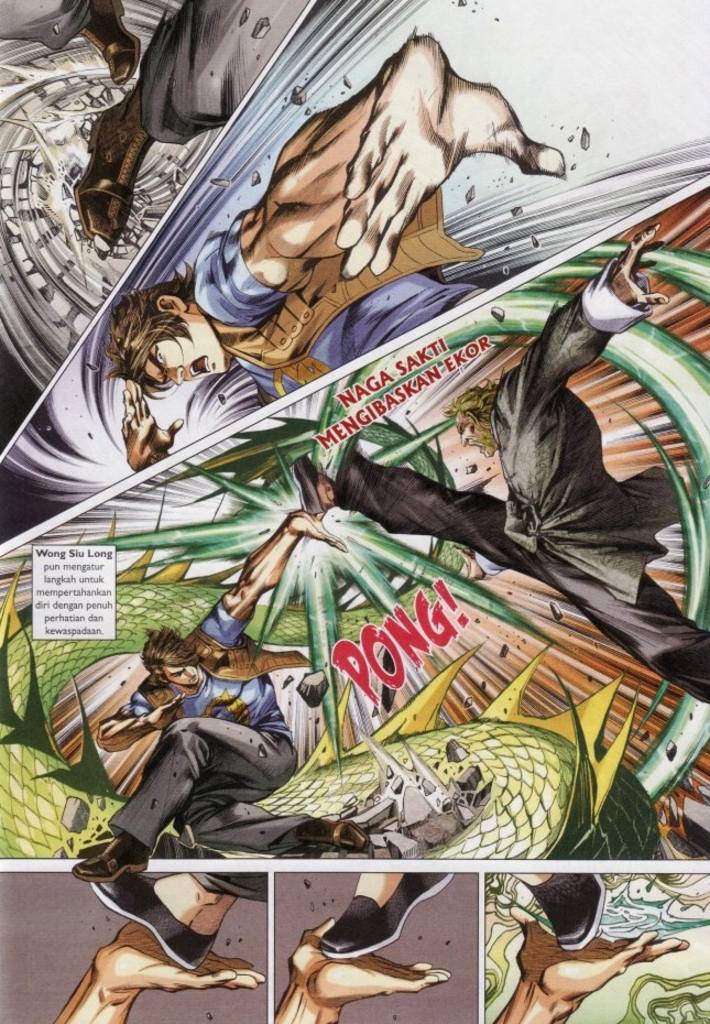 NAGA SAKTI
MENGIBASKAN EKOR
Wong Siu Long
pun mengatur
langkah untuk
mempertahankan
diri dengan penuh
perhatian dan
kewaspadaan.
PONG!